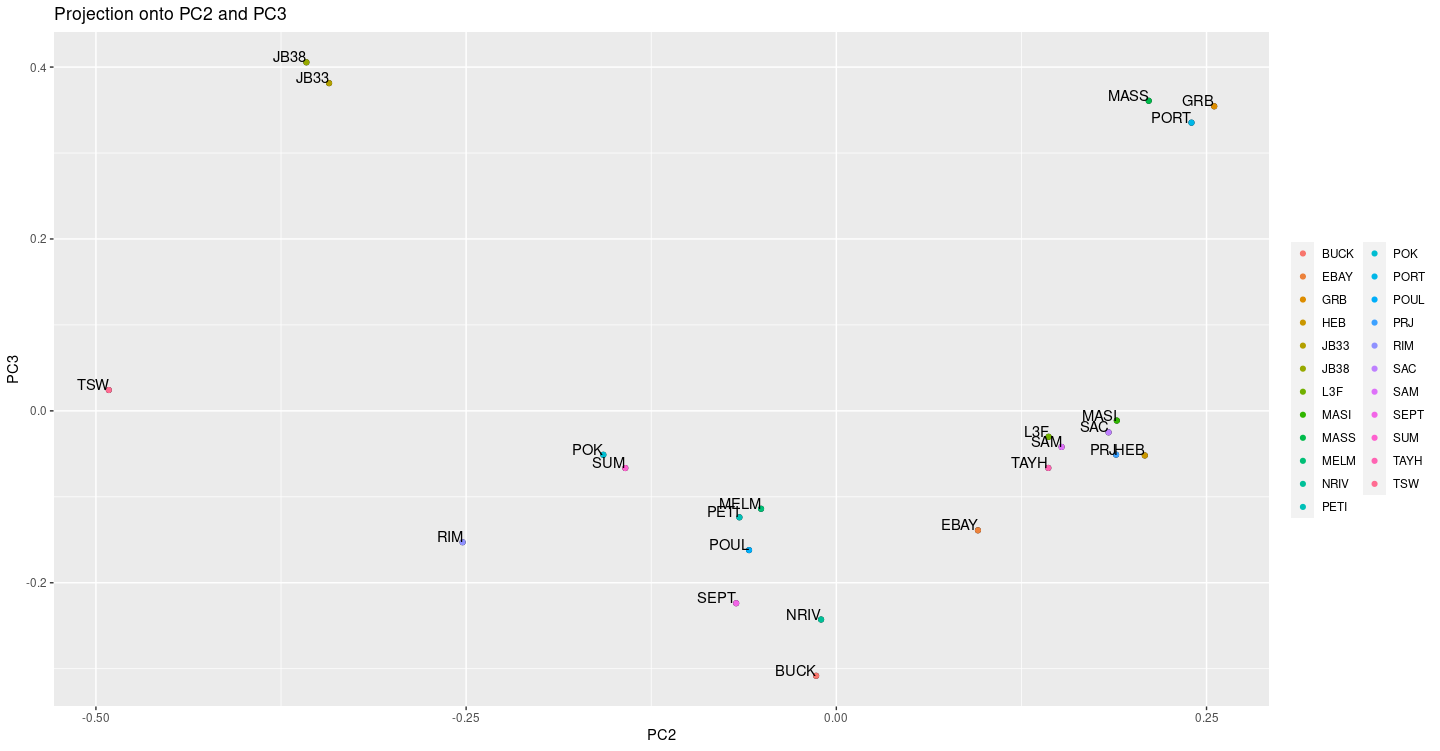 Projection onto PC2 and PC3
JB38
JB33
MASS
GRB
PORT
TSW
MASI
L3F
SAC
SAM
POK
PRJ
HEB
SUM
TAYH
MELM
PETI
EBAY
RIM
POUL
SEPT
NRIV
BUCK
0.4
0.2
0.0
-0.2
PC3
-0.50
-0.25
0.00
0.25
PC2
BUCK
EBAY
GRB
HEB
JB33
JB38
L3F
MASI
MASS
MELM
NRIV
PETI
POK
PORT
POUL
PRJ
RIM
SAC
SAM
SEPT
SUM
TAYH
TSW